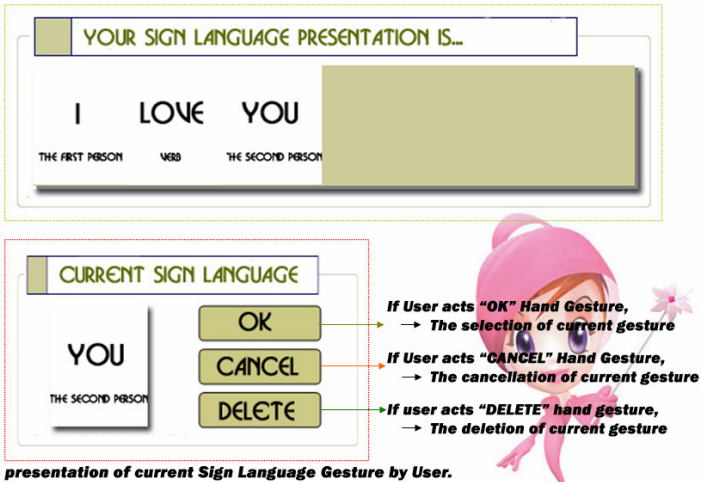 YOUR SIGN LANGUAGE PRESENTATION IS...
I LOVE YOU
THE FIRST PERSON VERB THE SECOND PERSON
CURRENT SIGN LANGUAGE
YOU
THE SECOND PERSON
OK
CANCEL
DELETE
If User acts “OK” Hand Gesture,
→ The selection of current gesture
If User acts “CANCEL” Hand Gesture,
→ The cancellation of current gesture
If user acts “DELETE” hand gesture,
→ The deletion of current gesture
presentation of current Sign Language Gesture by User.